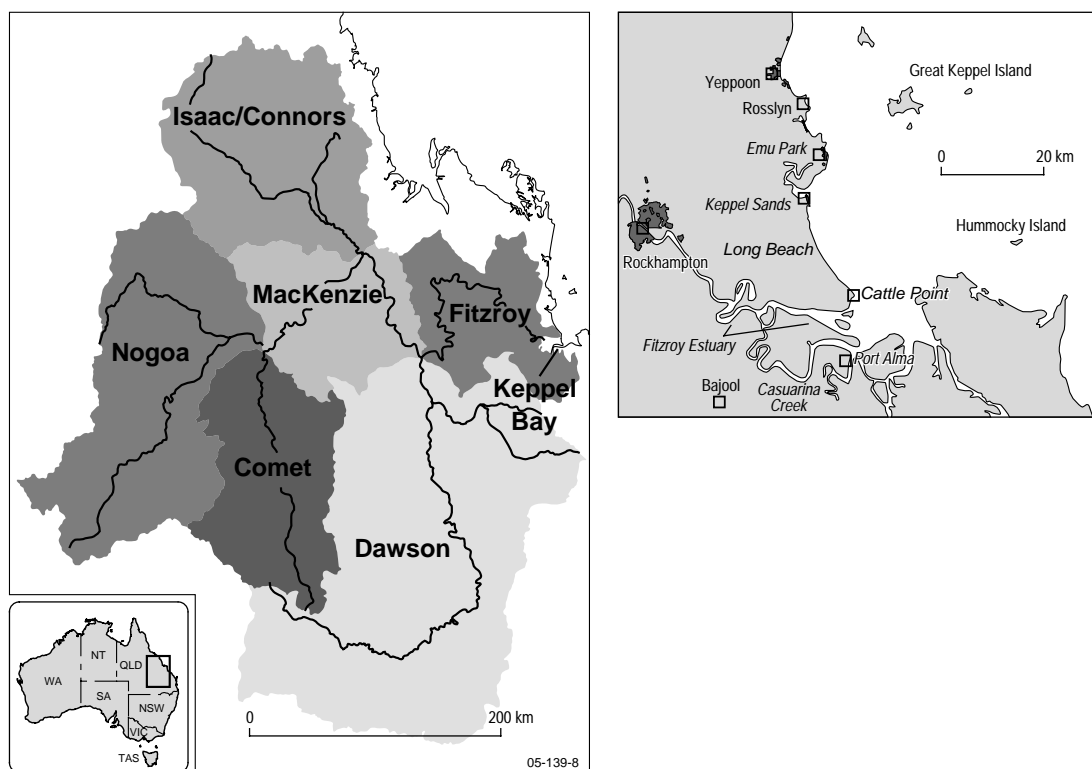 Isaac/Connors
MacKenzie
Fitzroy
Nogoa
Keppel
Bay
Comet
Dawson
NT
QLD
WA
SA
NSW
VIC
TAS
0
200 km
05-139-8
Great Keppel Island
Yeppoon
Rosslyn
Emu Park
0
20 km
Keppel Sands
Hummocky Island
Long Beach
Rockhampton
Cattle Point
Fitzroy Estuary
Port Alma
Bajool
Casuarina
Creek